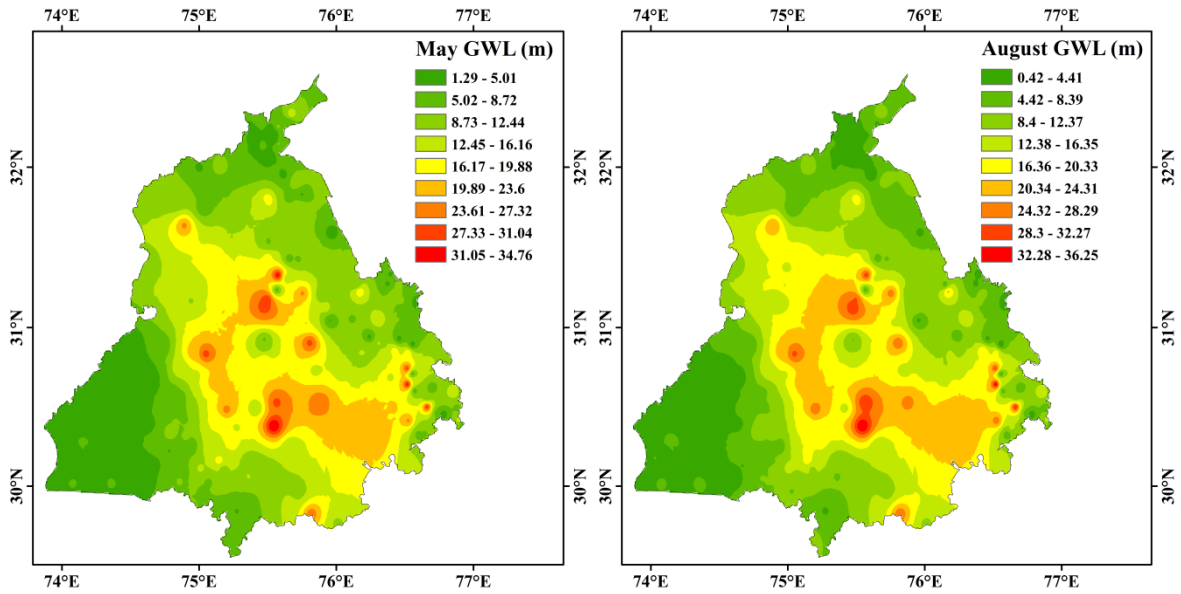 74°E 75°E 76°E 77°E
May GWL (m)
1.29 - 5.01
5.02 - 8.72
8.73 - 12.44
12.45 - 16.16
16.17 - 19.88
19.89 - 23.6
23.61 - 27.32
27.33 - 31.04
31.05 - 34.76
32°N
31°N
30°N
32°N
31°N
30°N
74°E 75°E 76°E 77°E
74°E 75°E 76°E 77°E
August GWL (m)
0.42 - 4.41
4.42 - 8.39
8.4 - 12.37
12.38 - 16.35
16.36 - 20.33
20.34 - 24.31
24.32 - 28.29
28.3 - 32.27
32.28 - 36.25
32°N
31°N
30°N
32°N
31°N
30°N
74°E 75°E 76°E 77°E